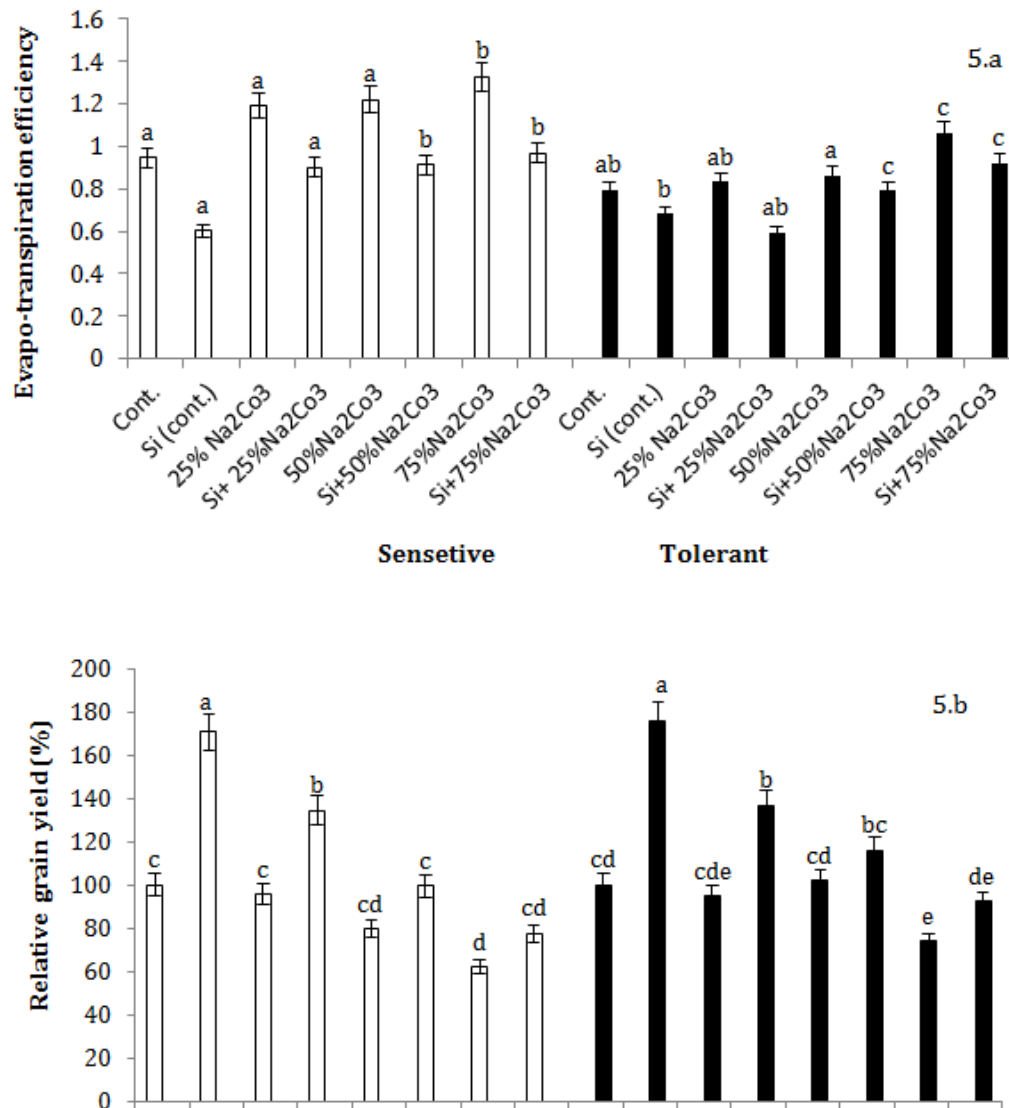 1.6
1.4
1.2
1
0.8
0.6
0.4
0.2
0
Evapo-transpiration efficiency
5.a
a
a
a
a
a
b
b
b
ab
b
ab
ab
a
c
c
c
Cont.
Si (cont.)
25% Na2Co3
Si+ 25%Na2Co3
50%Na2Co3
Si+50%Na2Co3
75%Na2Co3
Si+75%Na2Co3
Cont.
Si (cont.)
25% Na2Co3
Si+ 25%Na2Co3
50%Na2Co3
Si+50%Na2Co3
75%Na2Co3
Si+75%Na2Co3
Sensetive
Tolerant
200
180
160
140
120
100
80
60
40
20
0
Relative grain yield (%)
5.b
c
a
c
b
cd
c
d
cd
cd
a
cde
b
cd
bc
e
de